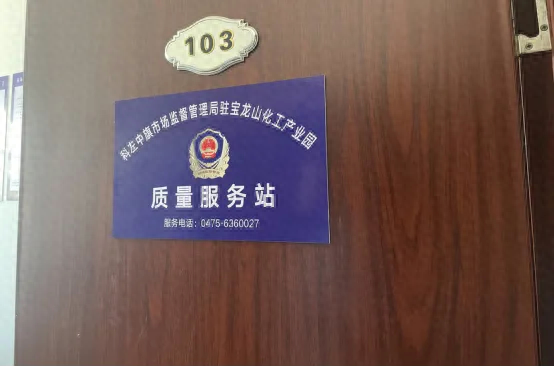 103
科左中旗市场监督管理局驻宝龙山化工产业园
质量服务站
服务电话：0475-6360027